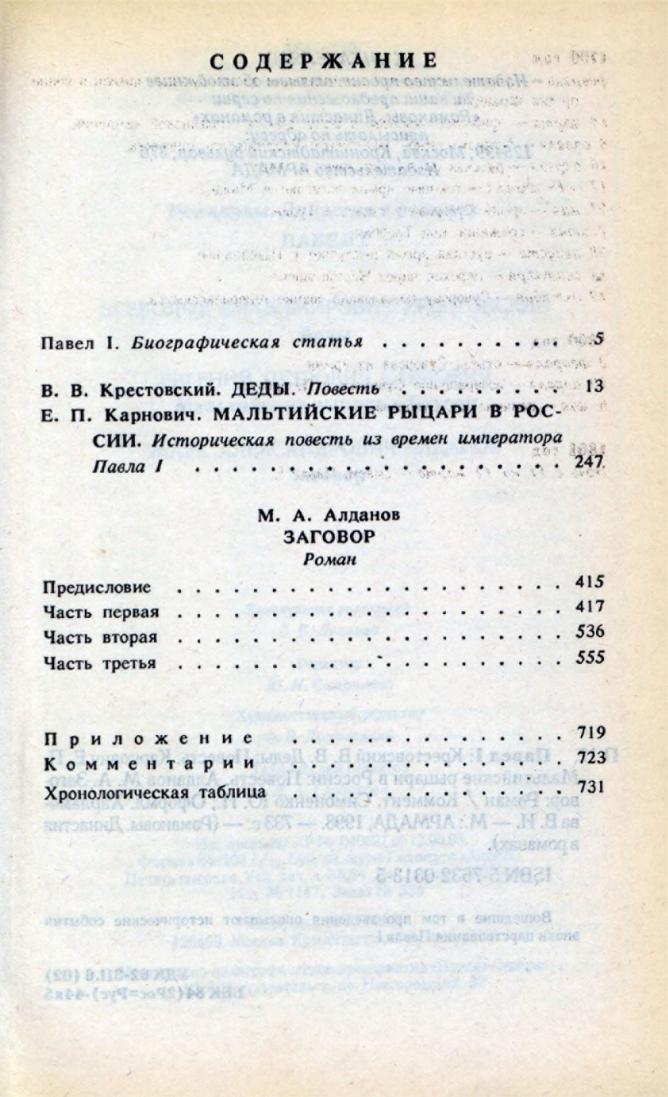 СОДЕРЖАНИЕ
Павел I. Биографическая статья . . . . . . . . . . 5
В. В. Крестовский. ДЕДЫ. Повесть . . . . . . . . . 13
Е. П. Карнович. МАЛЬТИЙСКИЕ РЫЦАРИ В РОС-
СИИ. Историческая повесть из времен императора
Павла I . . . . . . . . . . . . . . . . . . 247
М. А. Алданов
ЗАГОВОР
Роман
Предисловие . . . . . . . . . . . . . . . . . . 415
Часть первая . . . . . . . . . . . . . . . . . . 417
Часть вторая . . . . . . . . . . . . . . . . . . 536
Часть третья . . . . . . . . . . . . . . . . . . 555
Приложение . . . . . . . . . . . . . . . 719
Комментарии . . . . . . . . . . . . . . . 723
Хронологическая таблица . . . . . . . . . . . . . 731